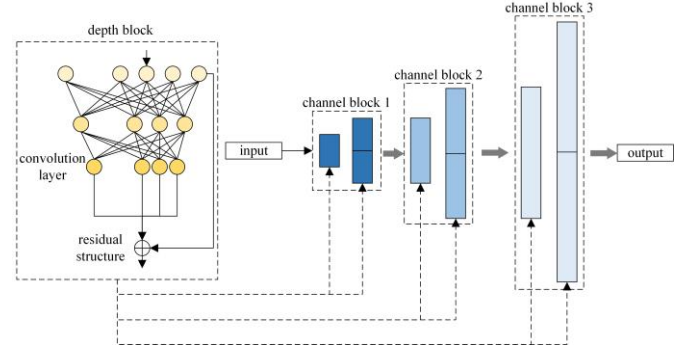 depth block
convolution
layer
residual
structure
input
channel block 1
channel block 2
channel block 3
output